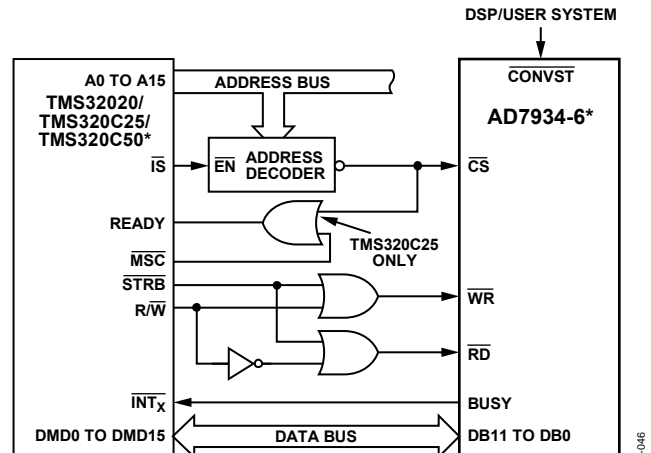 DSP/USER SYSTEM
A0 TO A15
ADDRESS BUS
CONVST
TMS32020/
TMS320C25/
TMS320C50*
AD7934-6*
IS
EN
ADDRESS
DECODER
CS
READY
TMS320C25
ONLY
MSC
STRB
R/W
WR
RD
INTX
BUSY
DMD0 TO DMD15
DATA BUS
DB11 TO DB0
-046